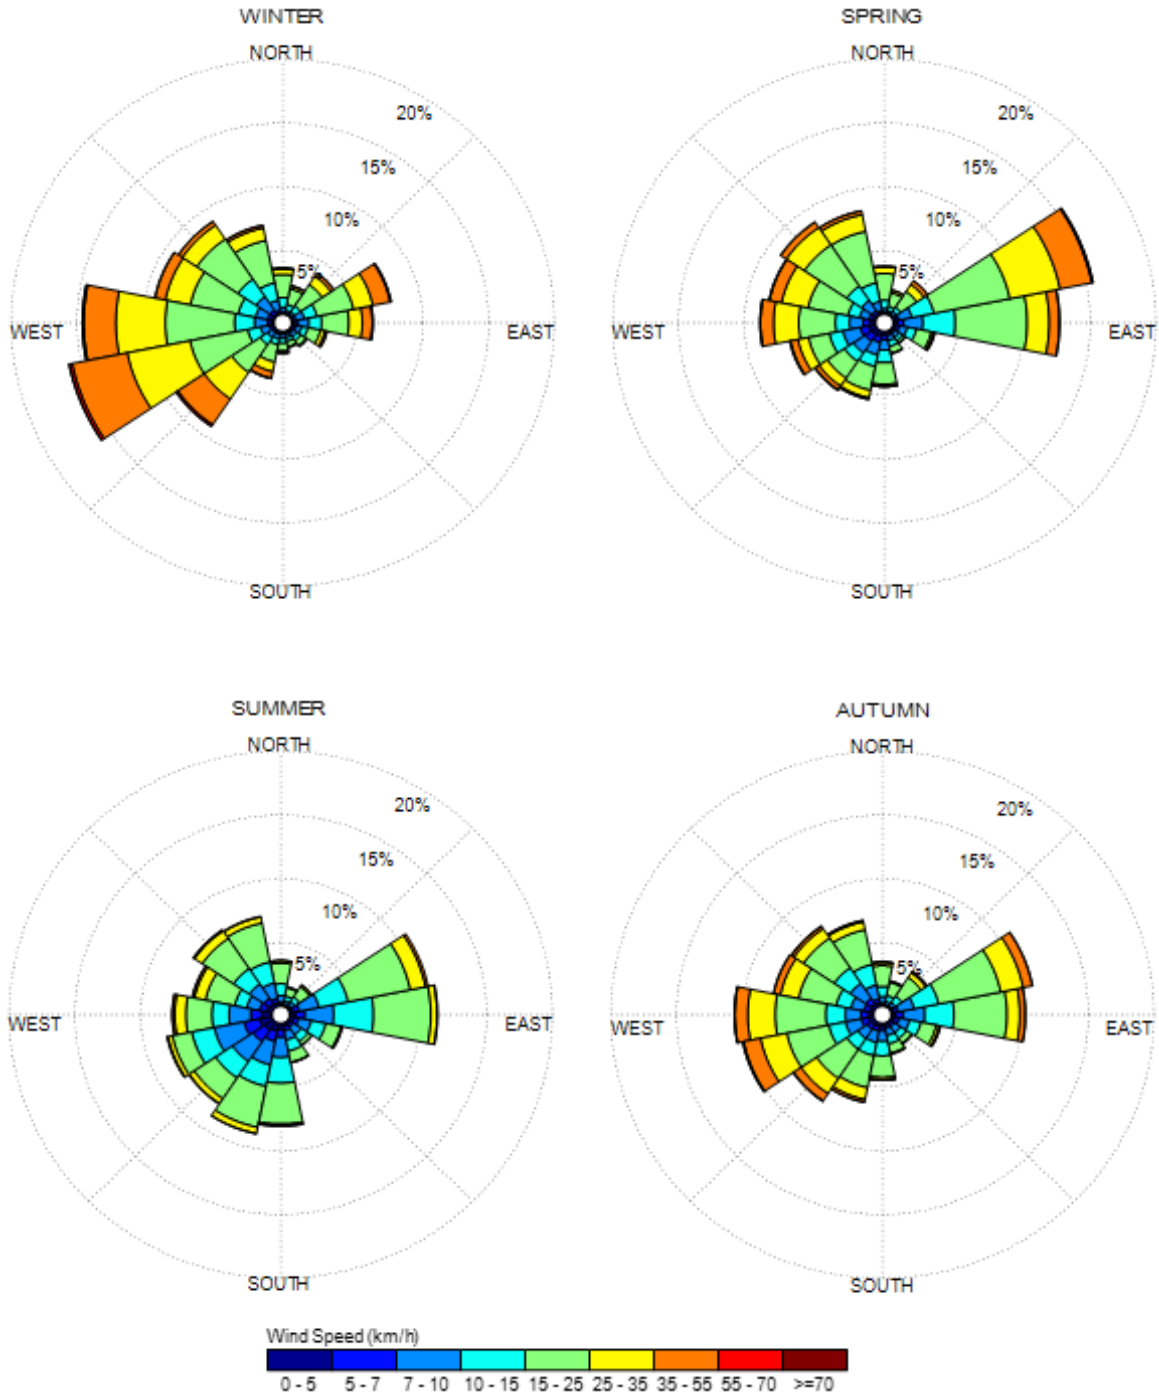 WINTER
NORTH
20%
15%
10%
5%
WEST
EAST
SOUTH
SPRING
NORTH
20%
15%
10%
5%
WEST
EAST
SOUTH
SUMMER
NORTH
20%
15%
10%
5%
WEST
EAST
SOUTH
AUTUMN
NORTH
20%
15%
10%
5%
WEST
EAST
SOUTH
Wind Speed (km/h)
0 - 5 5 - 7 7 - 10 10 - 15 15 - 25 25 - 35 35 - 55 55 - 70 >=70